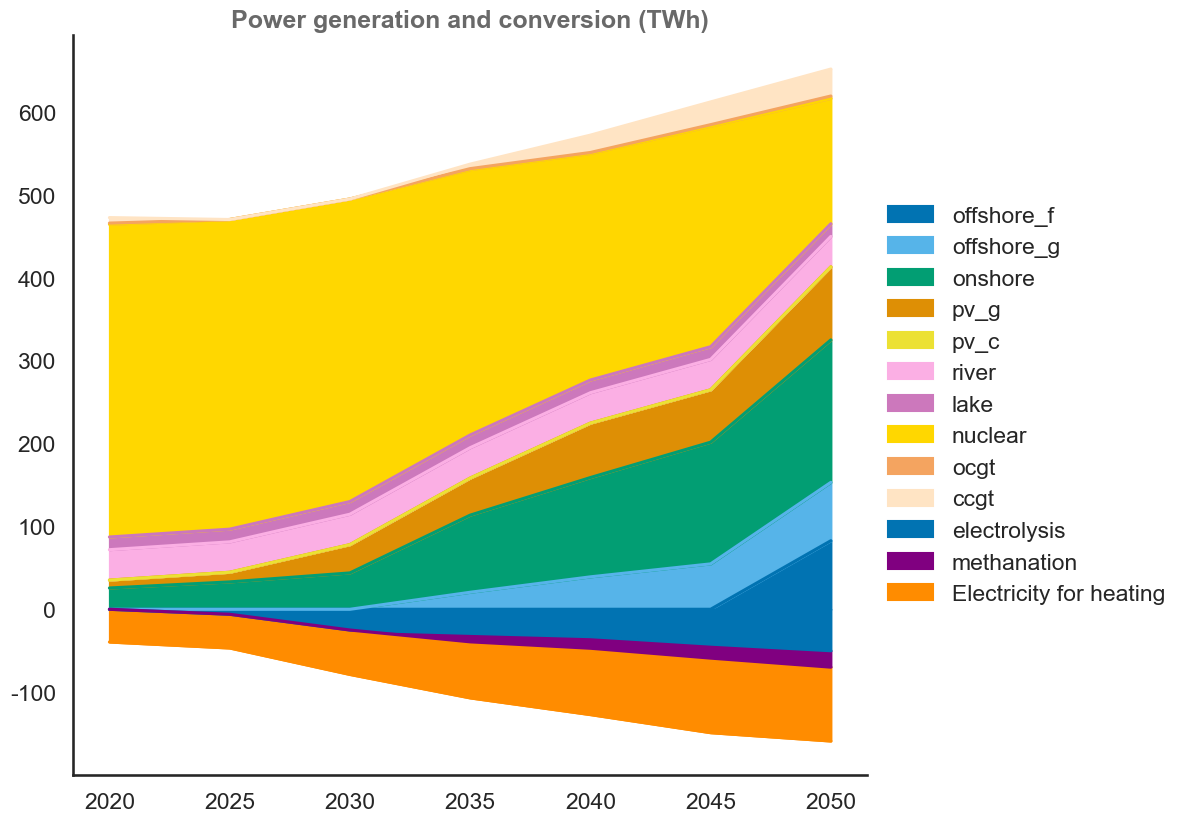 Power generation and conversion (TWh)
600
500
400
300
200
100
0
-100
2020 2025 2030 2035 2040 2045 2050
offshore_f
offshore_g
onshore
pv_g
pv_c
river
lake
nuclear
ocgt
ccgt
electrolysis
methanation
Electricity for heating